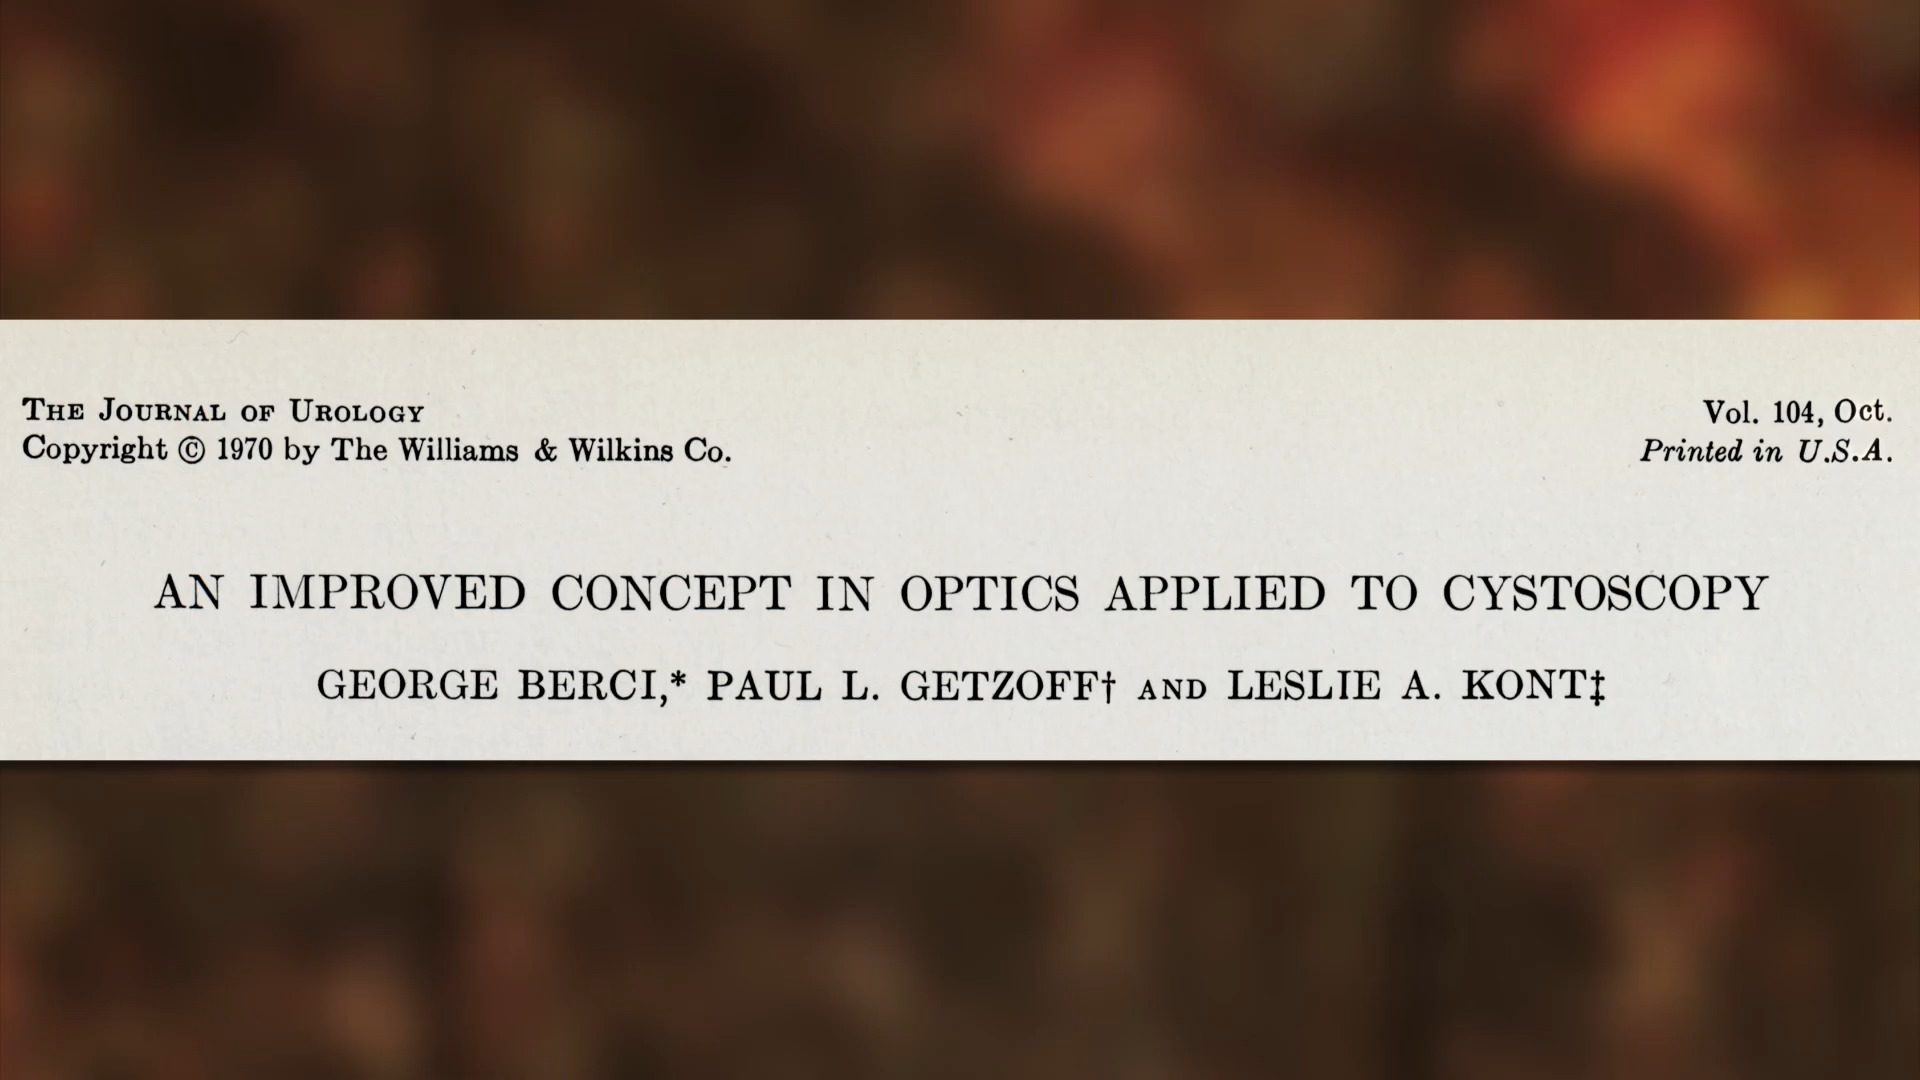 THE JOURNAL OF UROLOGY
Copyright © 1970 by The Williams & Wilkins Co.
Vol. 104, Oct.
Printed in U.S.A.
AN IMPROVED CONCEPT IN OPTICS APPLIED TO CYSTOSCOPY
GEORGE BERCI,* PAUL L. GETZOFF† AND LESLIE A. KONT‡